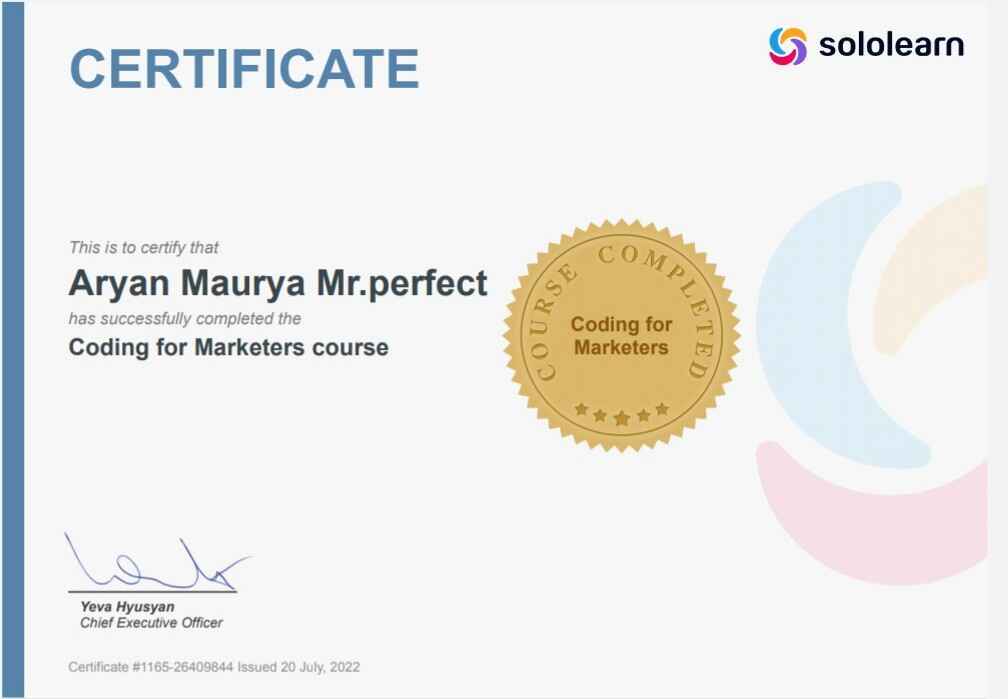 CERTIFICATE
sololearn
This is to certify that
Aryan Maurya Mr.perfect
has successfully completed the
Coding for Marketers course
COURSE COMPLETED
Coding for
Marketers
Yeva Hyusyan
Chief Executive Officer
Certificate #1165-26409844 Issued 20 July, 2022